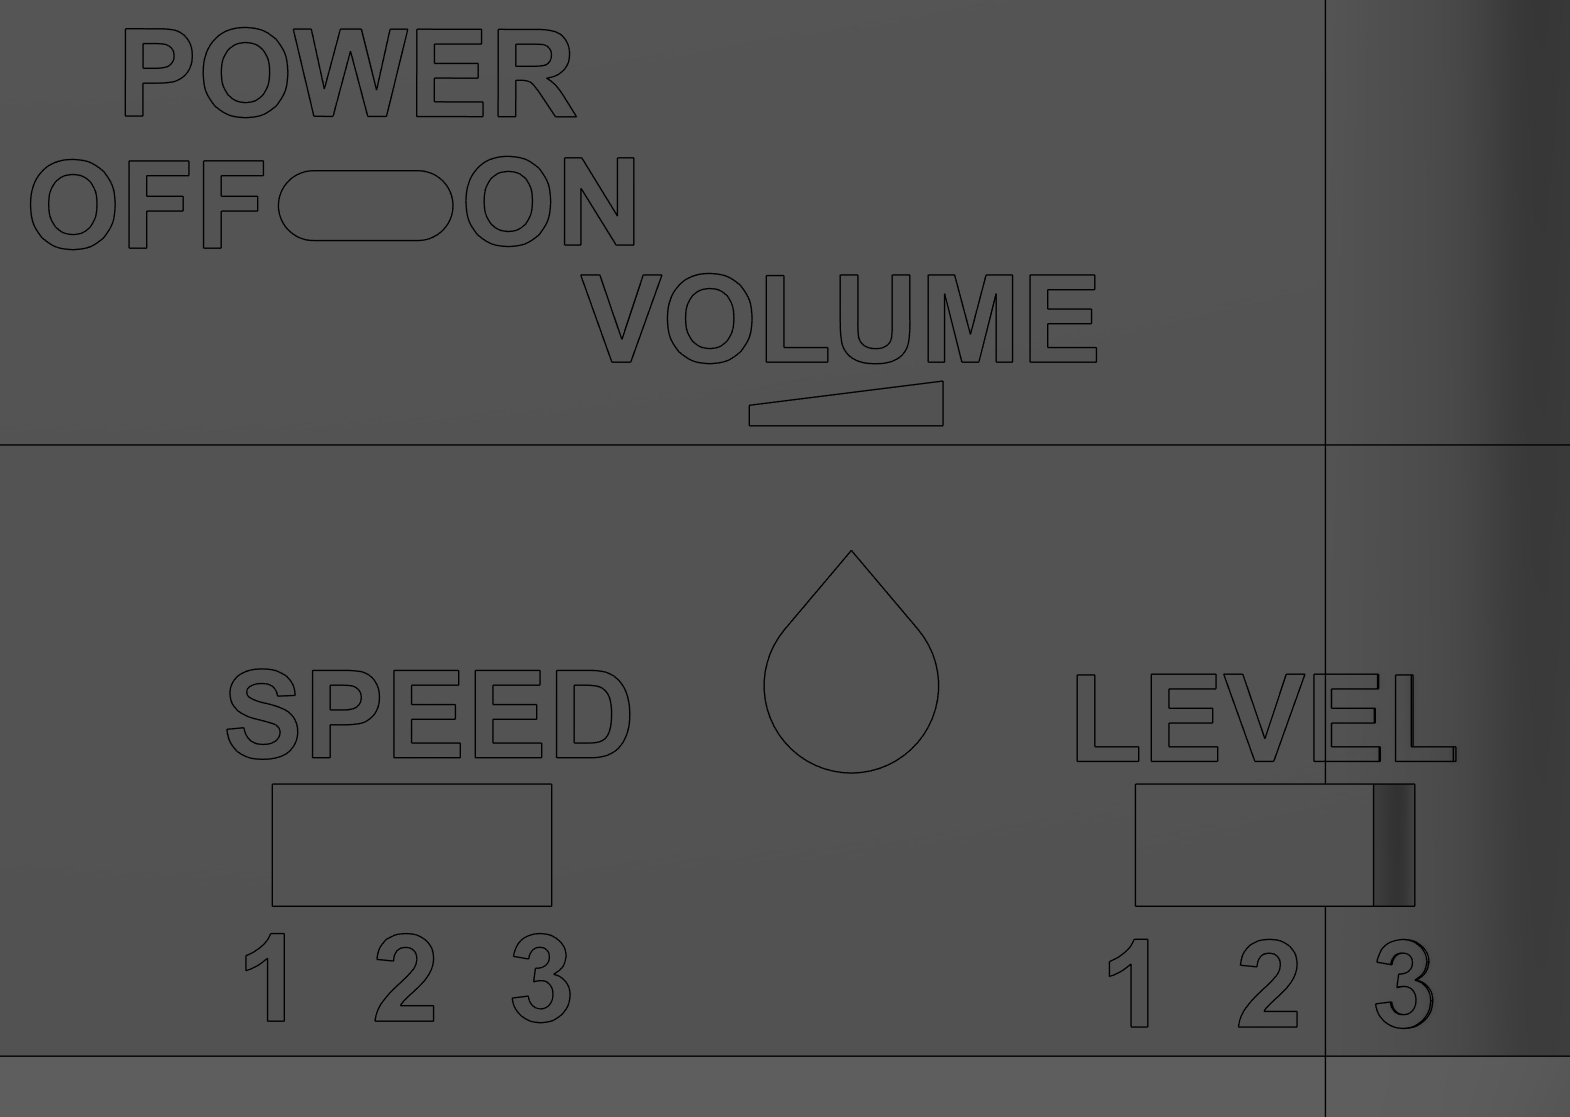 POWER
OFF ON
VOLUME
SPEED
LEVEL
1 2 3
1 2 3